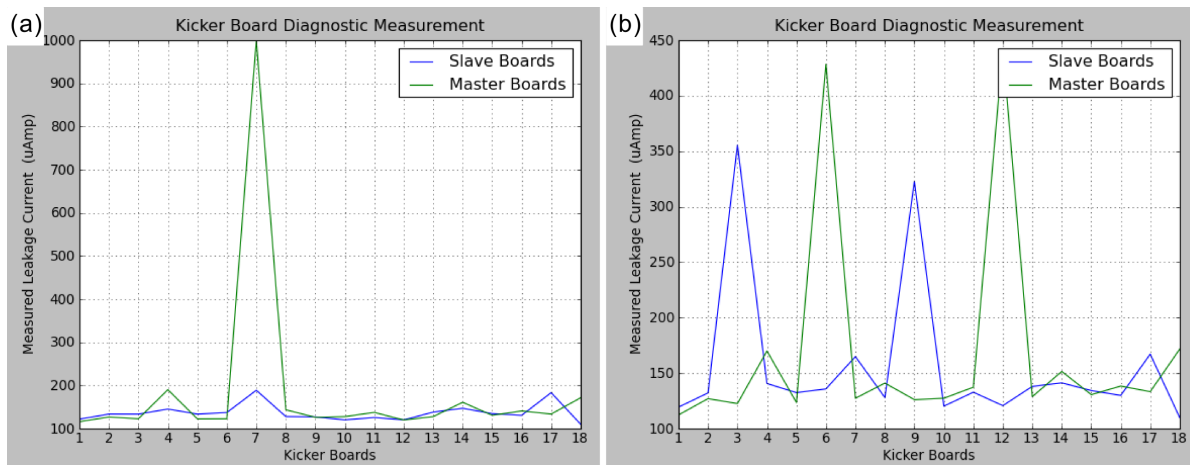 (a)
Kicker Board Diagnostic Measurement
Slave Boards
Master Boards
1000
900
800
700
600
500
400
300
200
100
Measured Leakage Current (uAmp)
1 2 3 4 5 6 7 8 9 10 11 12 13 14 15 16 17 18
Kicker Boards
(b)
Kicker Board Diagnostic Measurement
Slave Boards
Master Boards
450
400
350
300
250
200
150
100
Measured Leakage Current (uAmp)
1 2 3 4 5 6 7 8 9 10 11 12 13 14 15 16 17 18
Kicker Boards